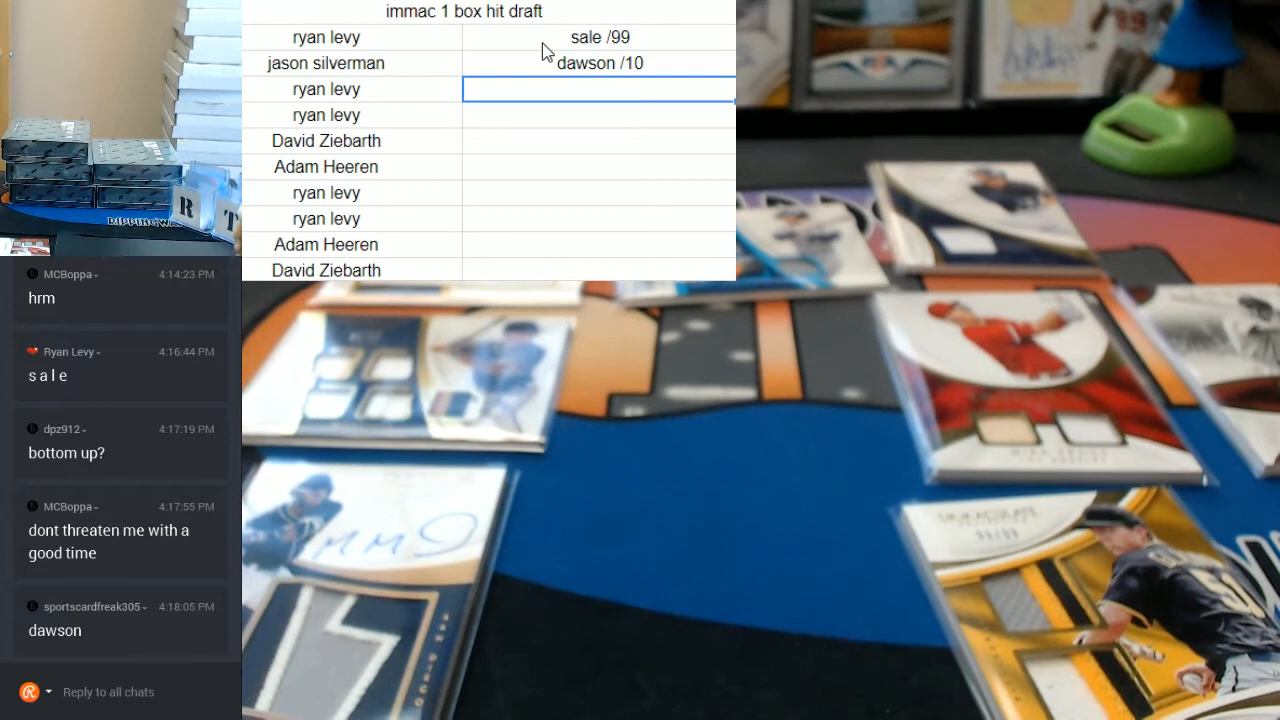 immac 1 box hit draft
ryan levy sale /99
jason silverman dawson /10
ryan levy
ryan levy
David Ziebarth
Adam Heeren
ryan levy
ryan levy
Adam Heeren
David Ziebarth
R T
MCBoppa 4:14:23 PM
hrm
Ryan Levy 4:16:44 PM
s a l e
dpz912 4:17:19 PM
bottom up?
MCBoppa 4:17:55 PM
dont threaten me with a
good time
sportscardfreak305 4:18:05 PM
dawson
Reply to all chats